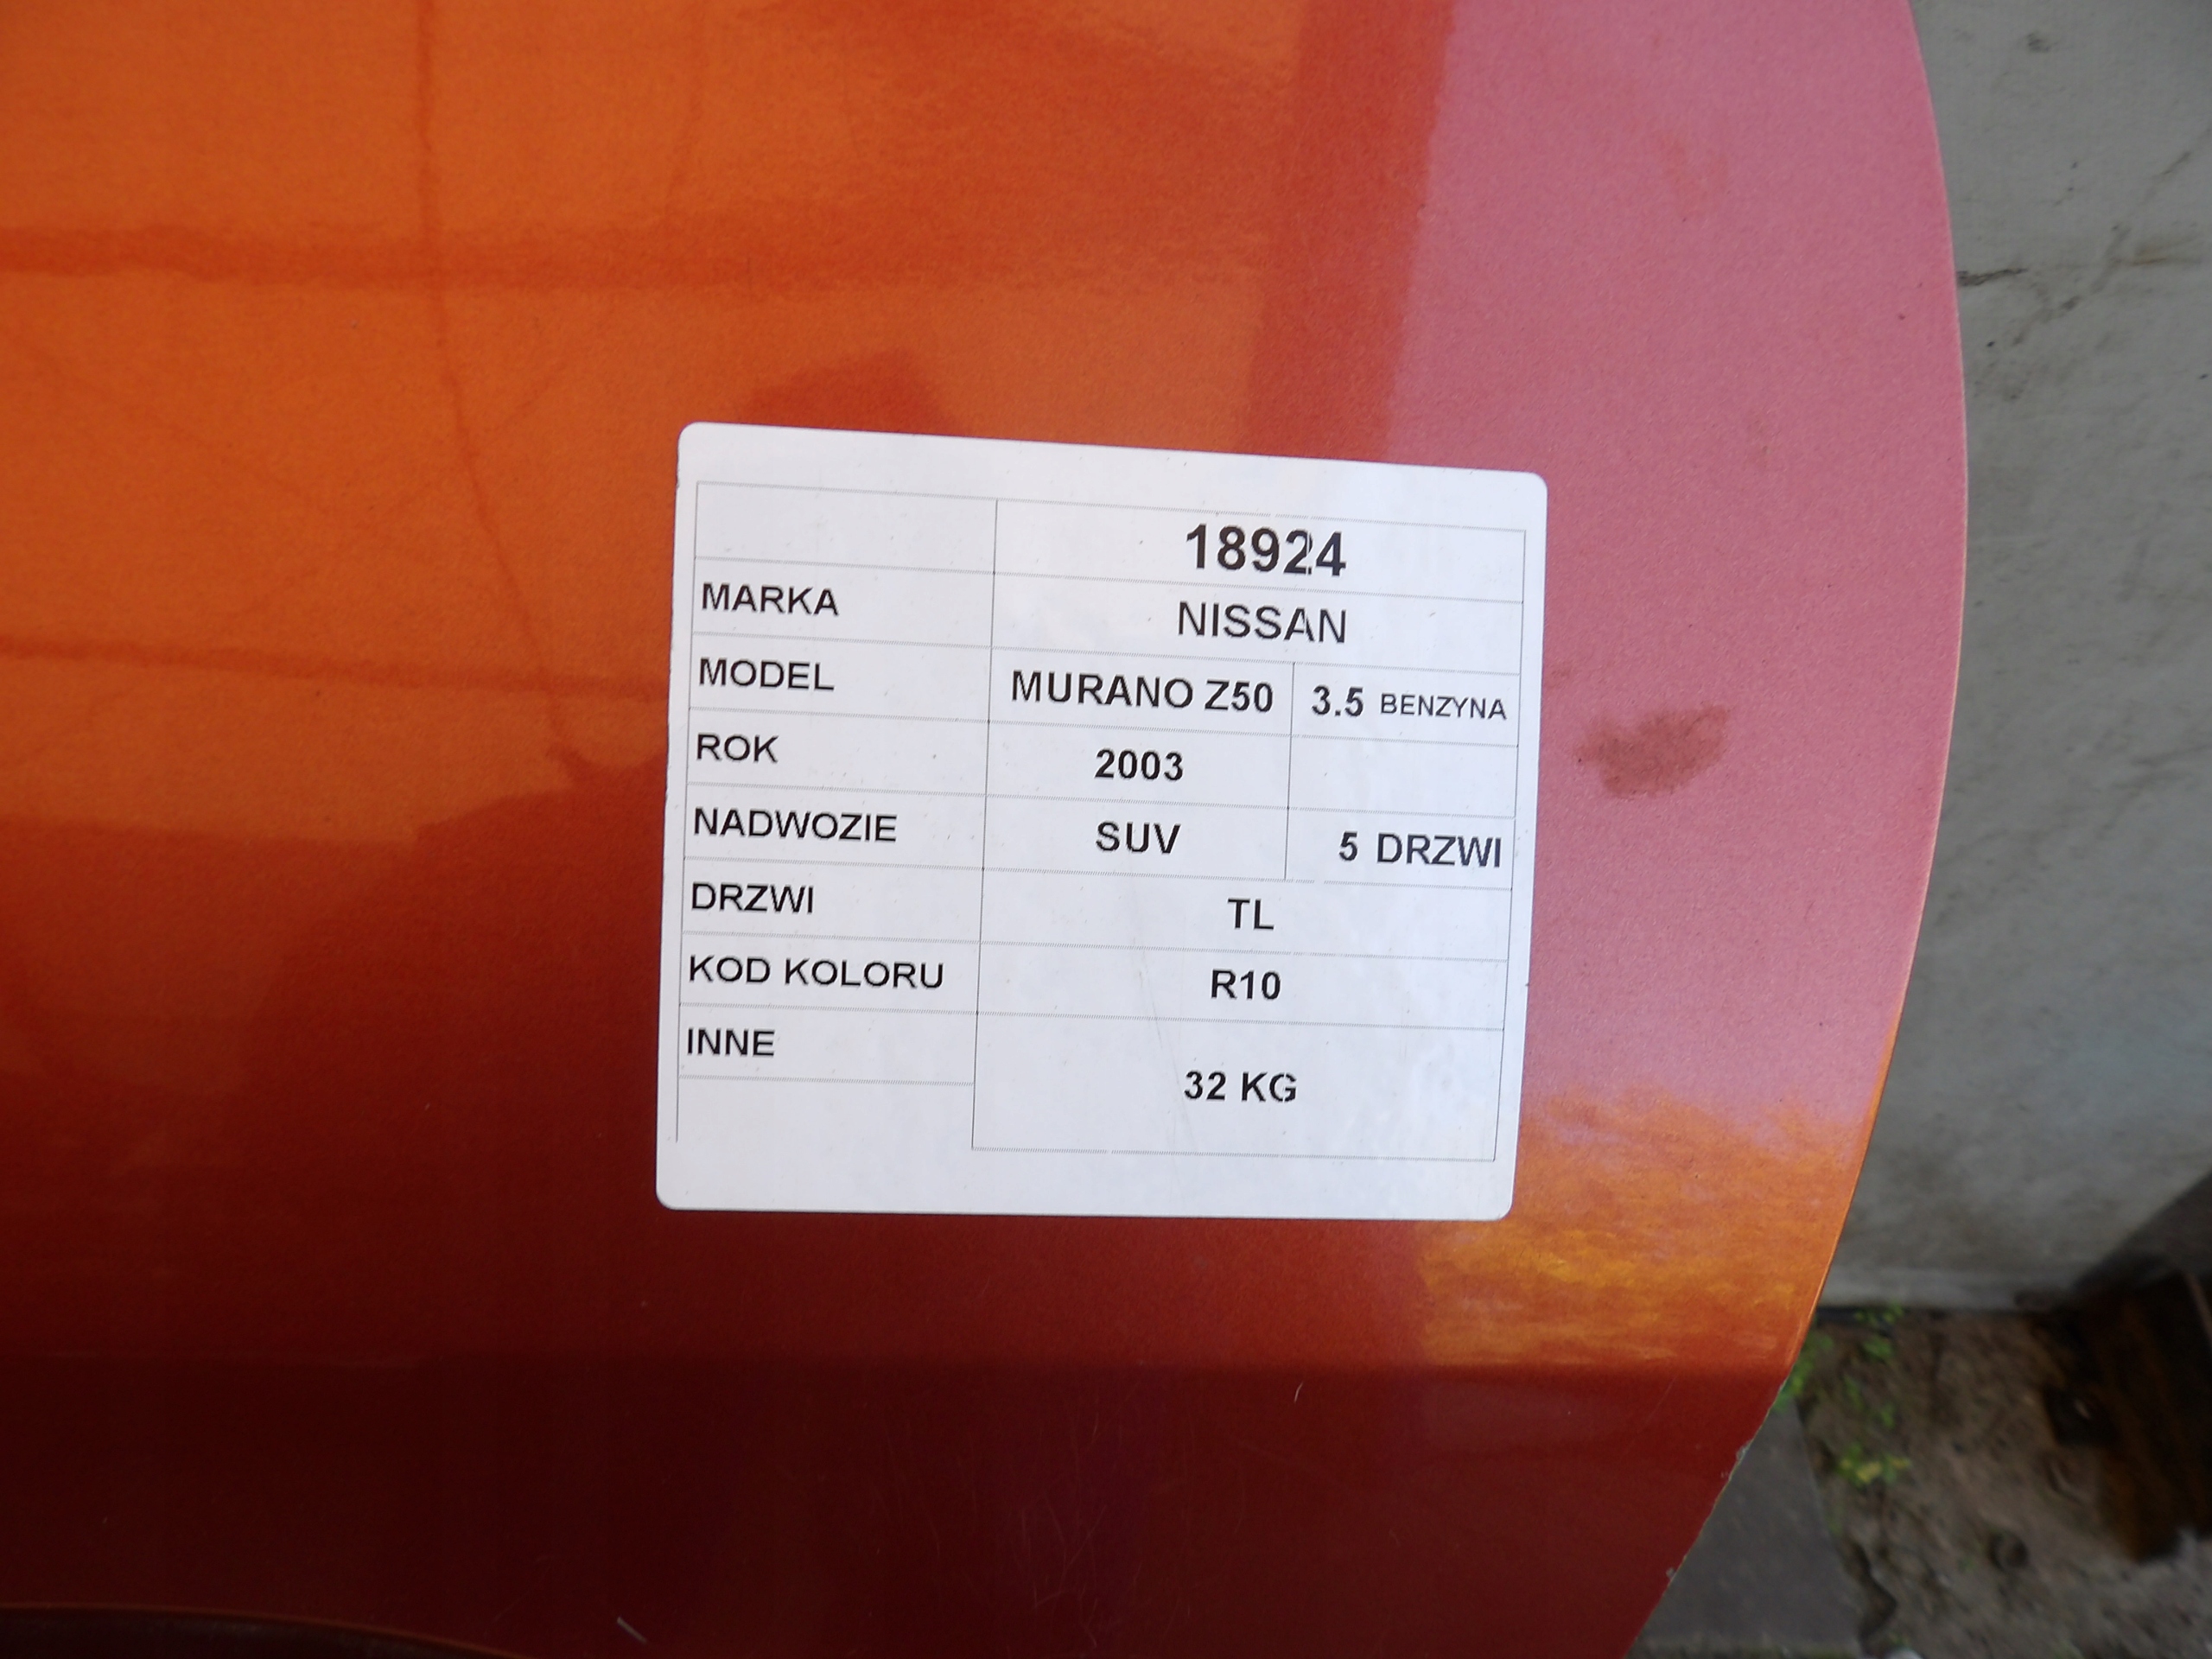 18924
MARKA NISSAN
MODEL MURANO Z50 3.5 BENZYNA
ROK 2003
NADWOZIE SUV 5 DRZWI
DRZWI TL
KOD KOLORU R10
INNE 32 KG